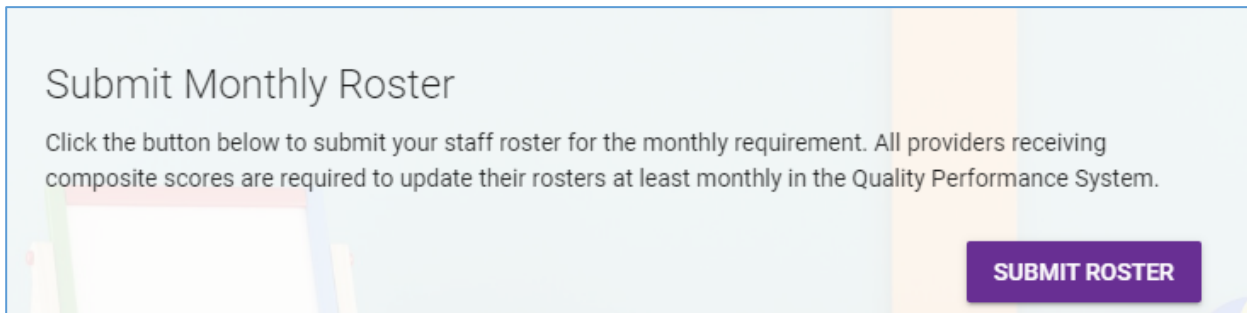 Submit Monthly Roster
Click the button below to submit your staff roster for the monthly requirement. All providers receiving
composite scores are required to update their rosters at least monthly in the Quality Performance System.
SUBMIT ROSTER